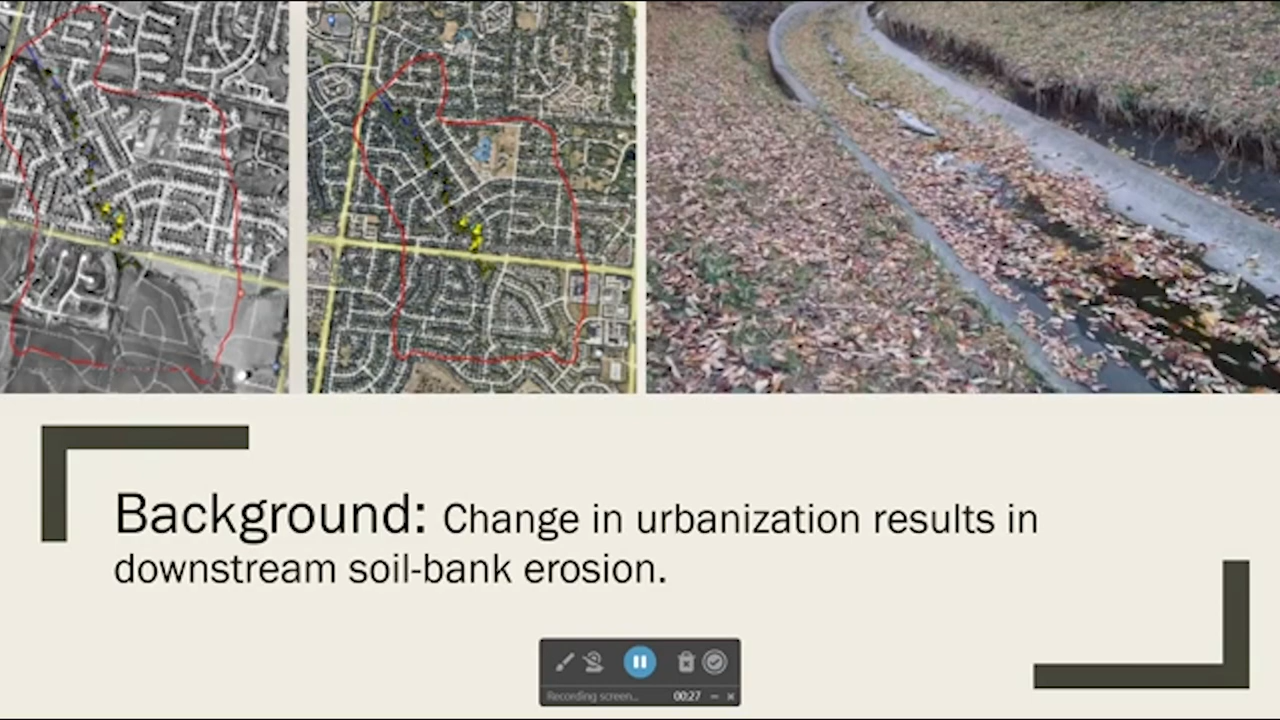 Background: Change in urbanization results in
downstream soil-bank erosion.
Recording screen...
00:27